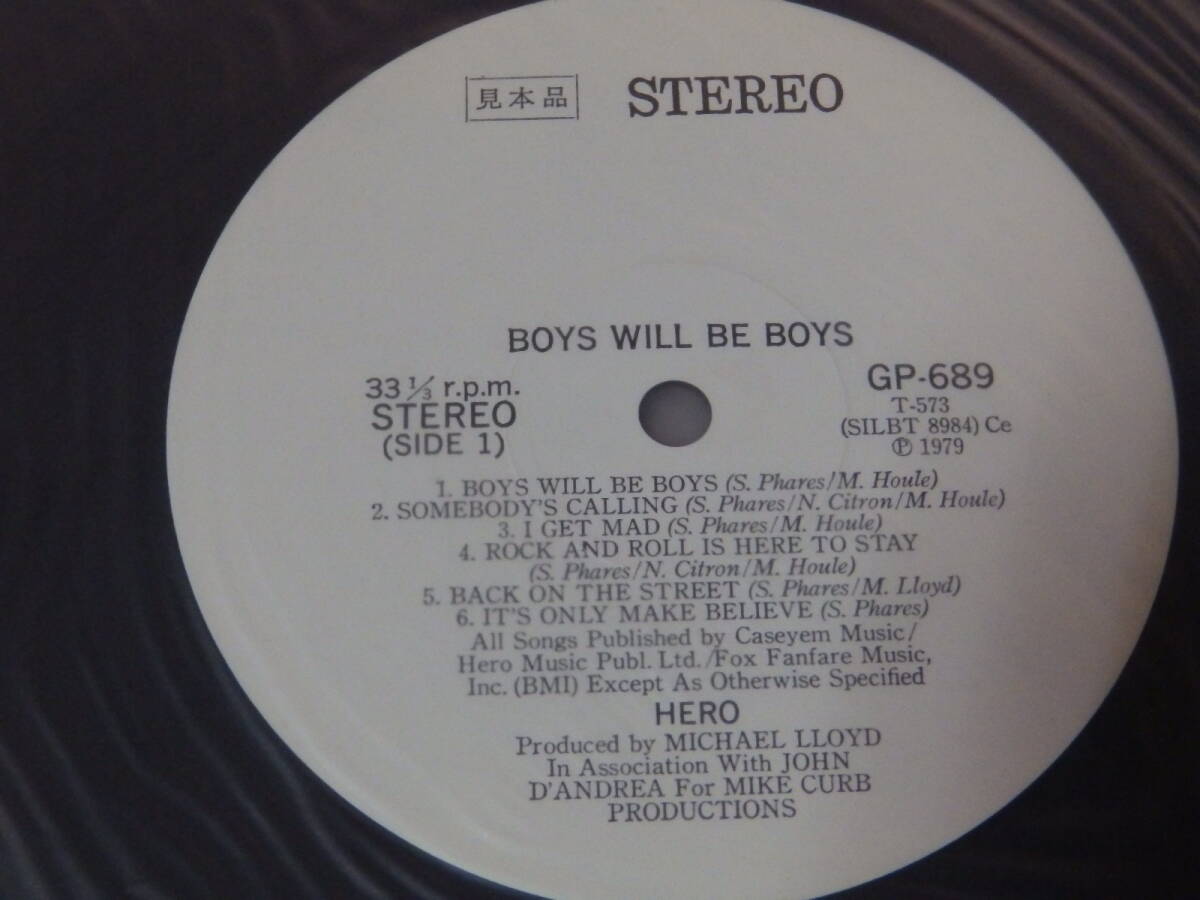 見本品 STEREO
BOYS WILL BE BOYS
33 1/3 r.p.m.
STEREO
(SIDE 1)
GP-689
T-573
(SILBT 8984) Ce
Ⓟ 1979
1. BOYS WILL BE BOYS (S. Phares/M. Houle)
2. SOMEBODY'S CALLING (S. Phares/N. Citron/M. Houle)
3. I GET MAD (S. Phares/M. Houle)
4. ROCK AND ROLL IS HERE TO STAY
(S. Phares/N. Citron/M. Houle)
5. BACK ON THE STREET (S. Phares/M. Lloyd)
6. IT'S ONLY MAKE BELIEVE (S. Phares)
All Songs Published by Caseyem Music/
Hero Music Publ. Ltd./Fox Fanfare Music,
Inc. (BMI) Except As Otherwise Specified
HERO
Produced by MICHAEL LLOYD
In Association With JOHN
D'ANDREA For MIKE CURB
PRODUCTIONS